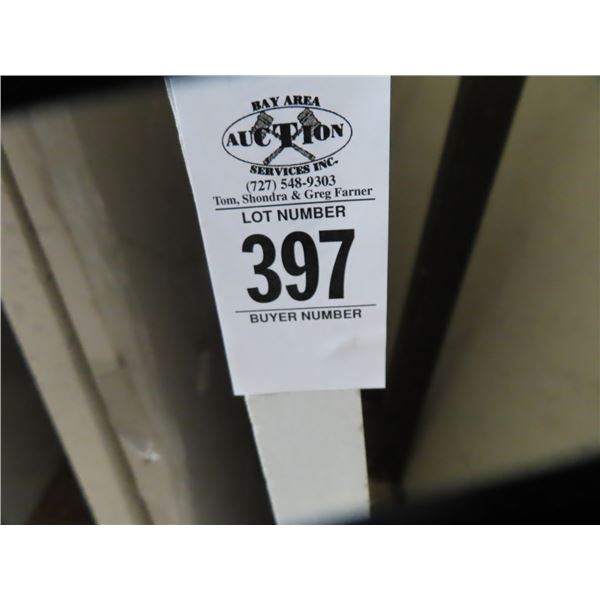 BAY AREA
AUCTION
SERVICES INC.
(727) 548-9303
Tom, Shondra & Greg Farner
LOT NUMBER
397
BUYER NUMBER